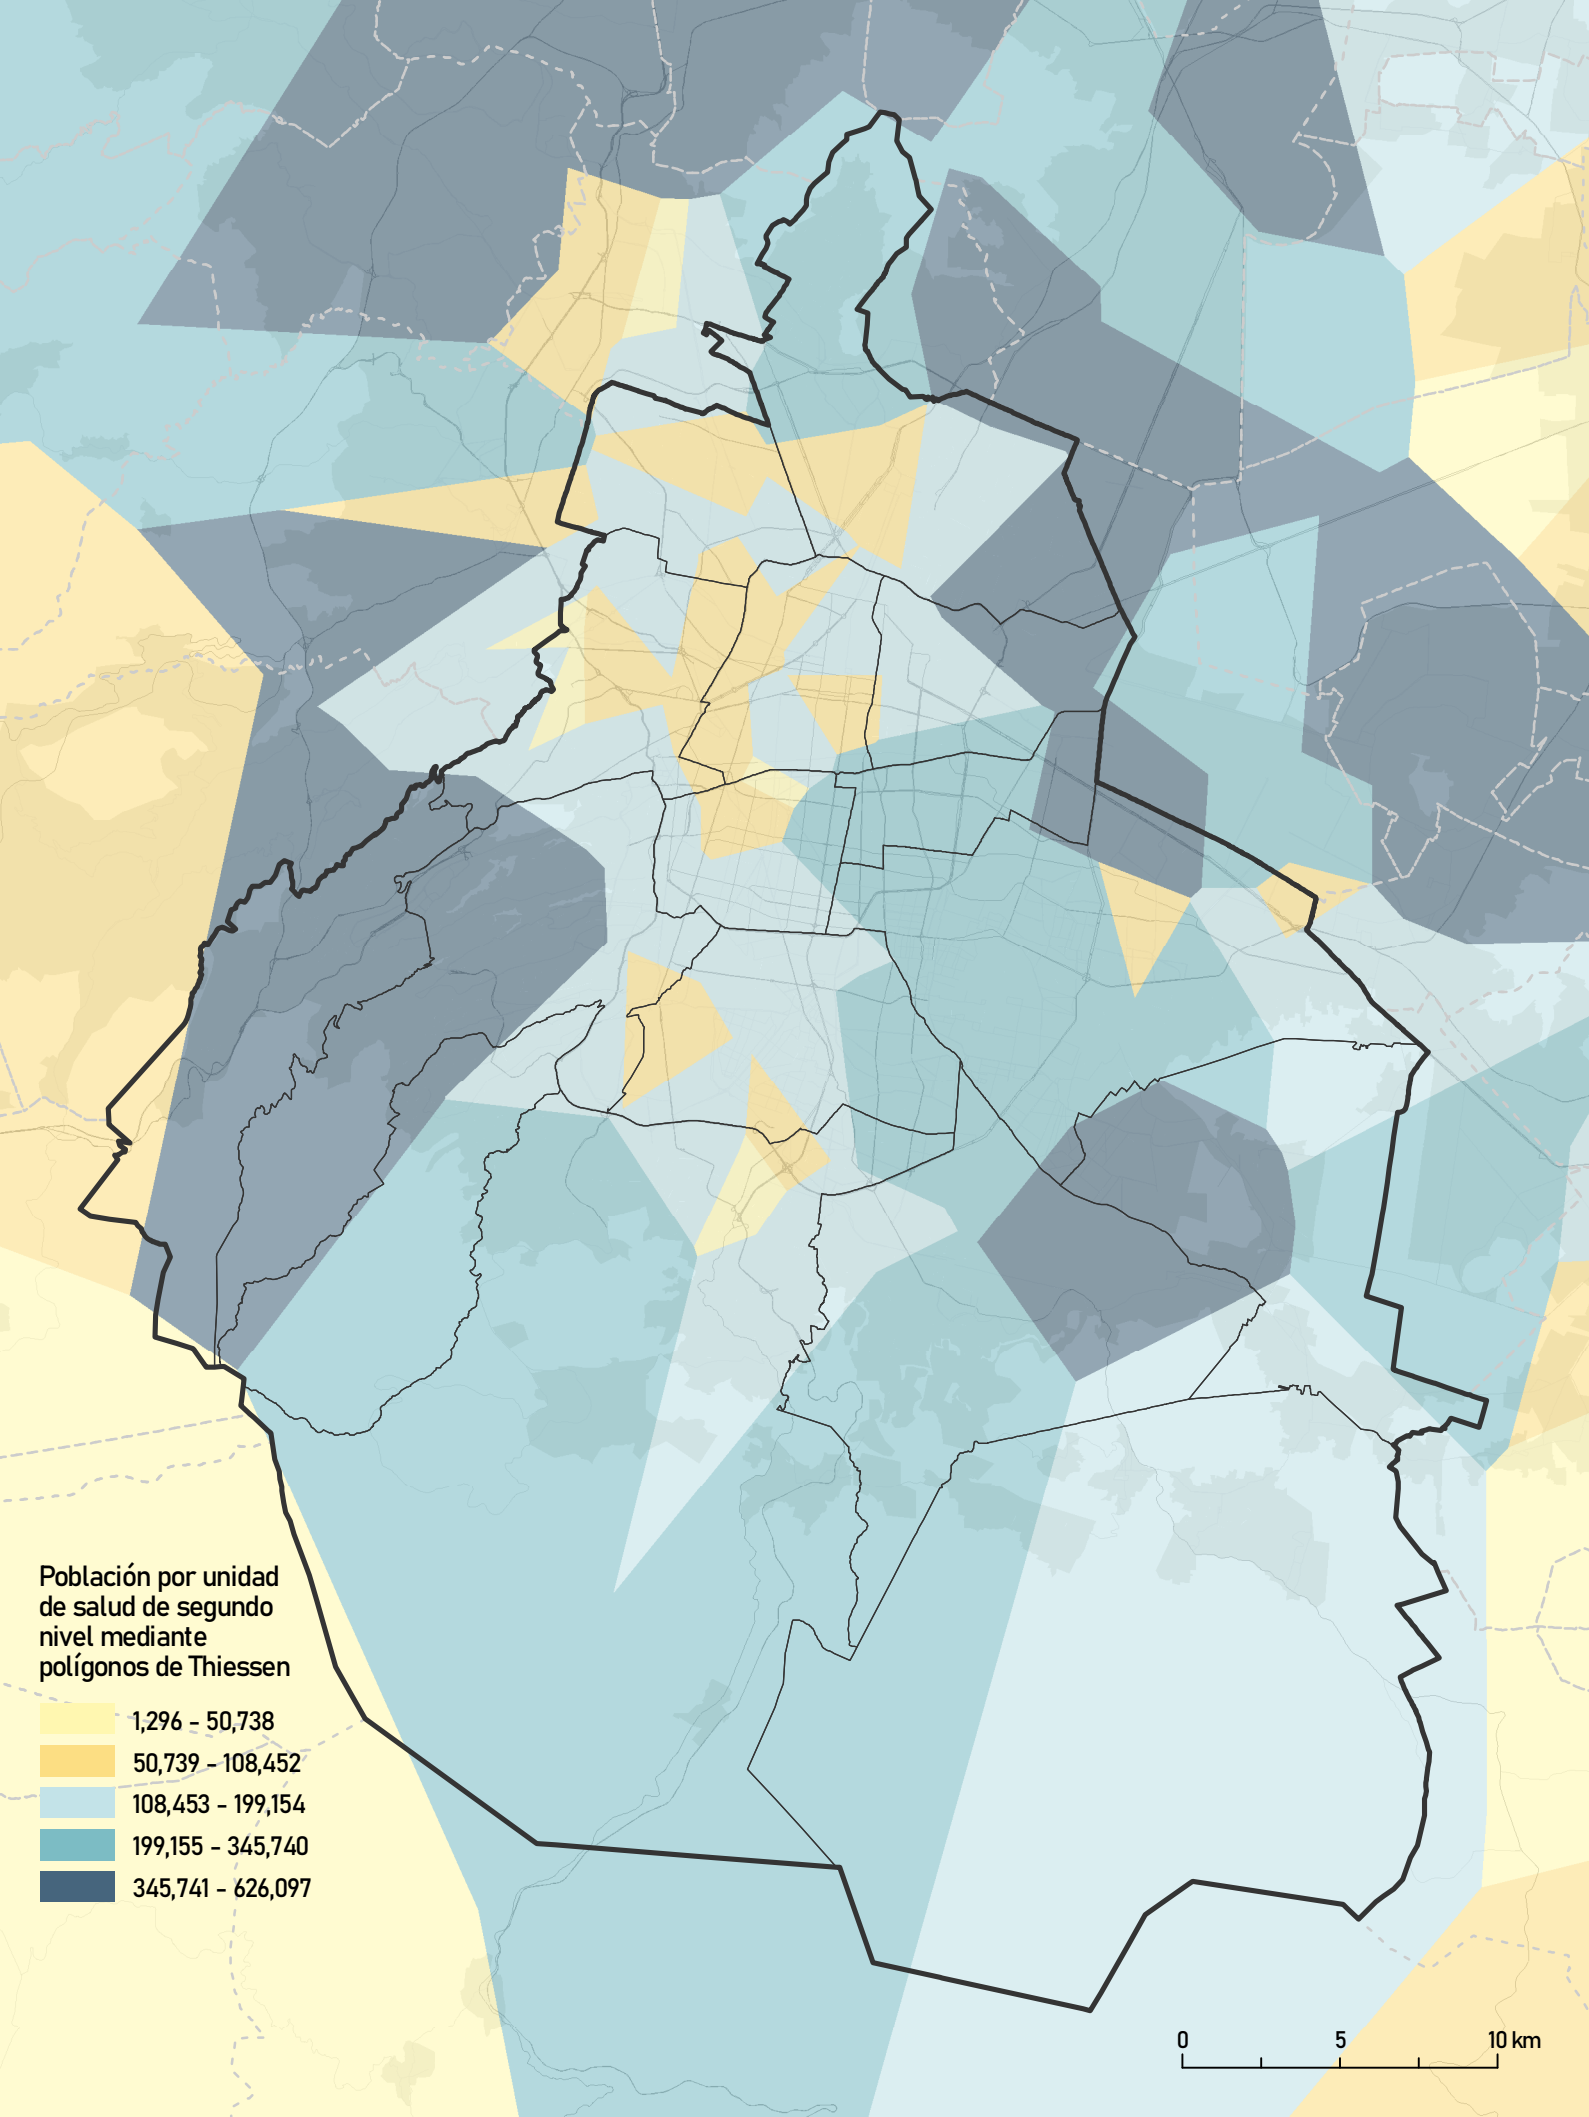 Población por unidad
de salud de segundo
nivel mediante
polígonos de Thiessen
1,296 - 50,738
50,739 - 108,452
108,453 - 199,154
199,155 - 345,740
345,741 - 626,097
0 5 10 km